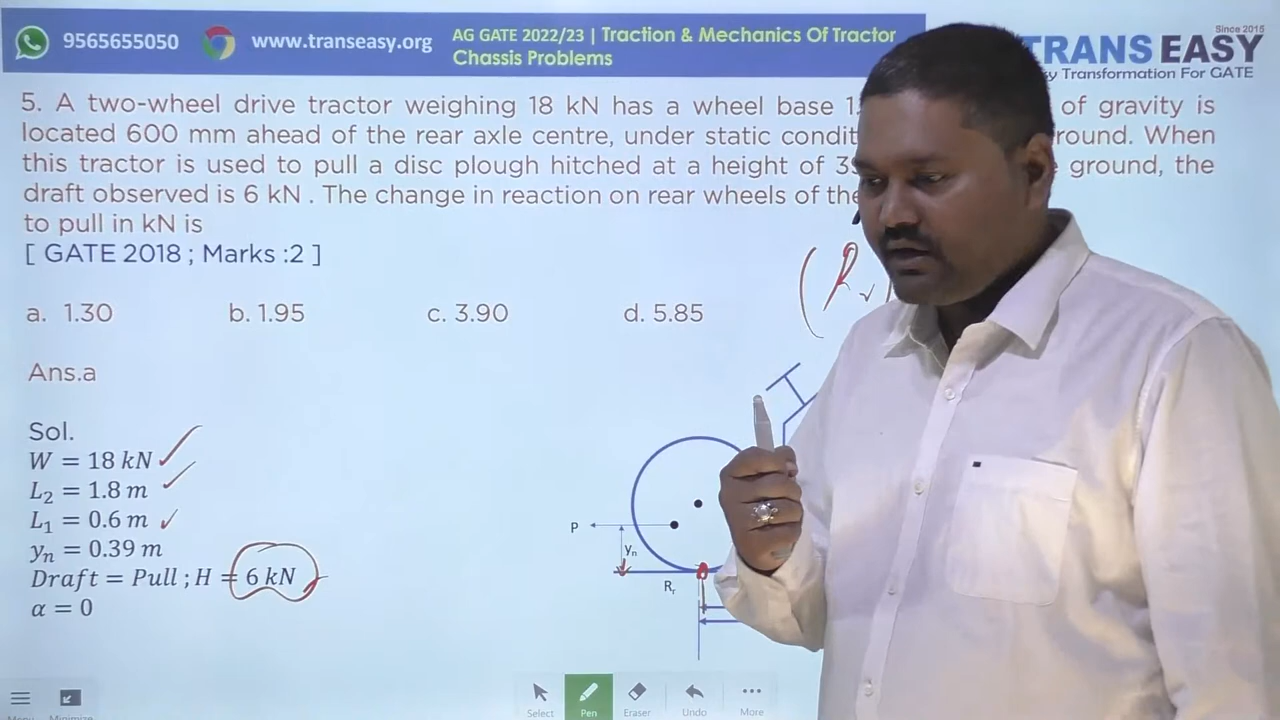 9565655050
www.transeasy.org
AG GATE 2022/23 | Traction & Mechanics Of Tractor
Chassis Problems
Since 2015
TRANS EASY
y Transformation For GATE
5. A two-wheel drive tractor weighing 18 kN has a wheel base 1 of gravity is
located 600 mm ahead of the rear axle centre, under static condit round. When
this tractor is used to pull a disc plough hitched at a height of 3 ground, the
draft observed is 6 kN . The change in reaction on rear wheels of the
to pull in kN is
[ GATE 2018 ; Marks :2 ]
a. 1.30 b. 1.95 c. 3.90 d. 5.85
Ans.a
Sol.
W = 18 kN
L₂ = 1.8 m
L₁ = 0.6 m
yₙ = 0.39 m
Draft = Pull ; H = 6 kN
α = 0
P
yₙ
Rᵣ
Select
Pen
Eraser
Undo
More